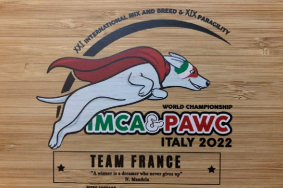 XXI INTERNATIONAL MIX AND BREED & XIX PARAGILITY
WORLD CHAMPIONSHIP
IMCA&PAWC
ITALY 2022
TEAM FRANCE
"A winner is a dreamer who never gives up"
N. Mandela